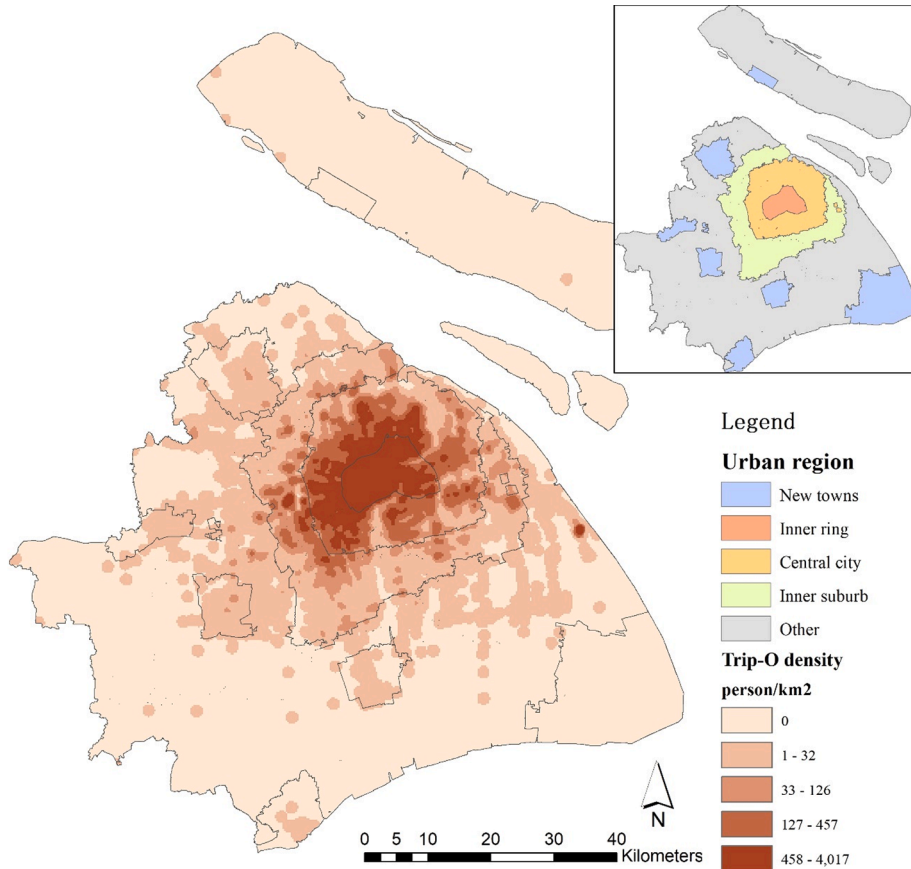 Legend
Urban region
New towns
Inner ring
Central city
Inner suburb
Other
Trip-O density
person/km2
0
1 - 32
33 - 126
127 - 457
458 - 4,017
N
0 5 10 20 30 40
Kilometers